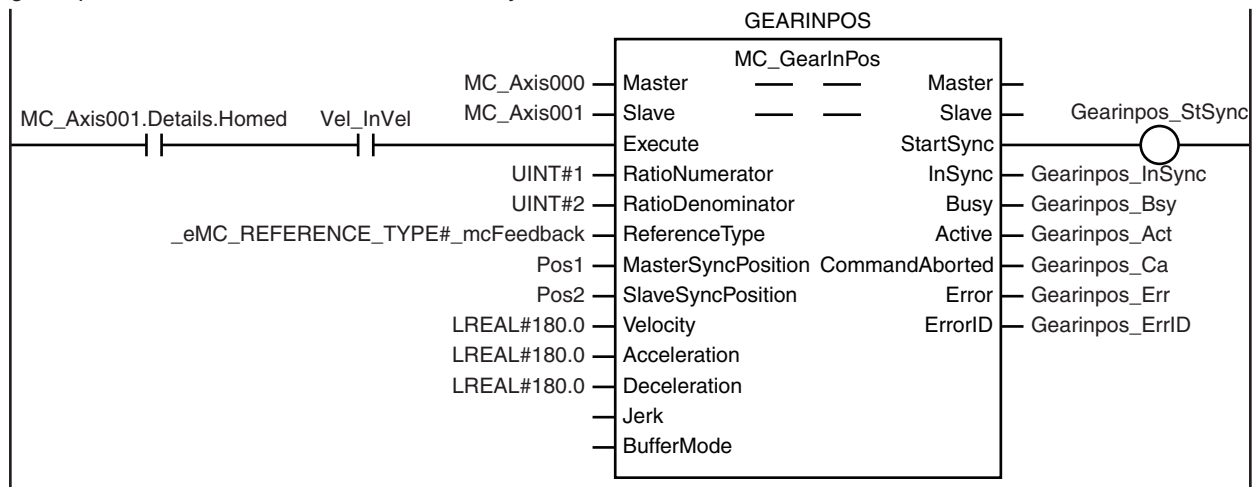 GEARINPOS
MC_GearInPos
MC_Axis000 Master Master
MC_Axis001 Slave Slave
MC_Axis001.Details.Homed Vel_InVel Execute StartSync Gearinpos_StSync
UINT#1 RatioNumerator InSync Gearinpos_InSync
UINT#2 RatioDenominator Busy Gearinpos_Bsy
_eMC_REFERENCE_TYPE#_mcFeedback ReferenceType Active Gearinpos_Act
Pos1 MasterSyncPosition CommandAborted Gearinpos_Ca
Pos2 SlaveSyncPosition Error Gearinpos_Err
LREAL#180.0 Velocity ErrorID Gearinpos_ErrID
LREAL#180.0 Acceleration
LREAL#180.0 Deceleration
Jerk
BufferMode